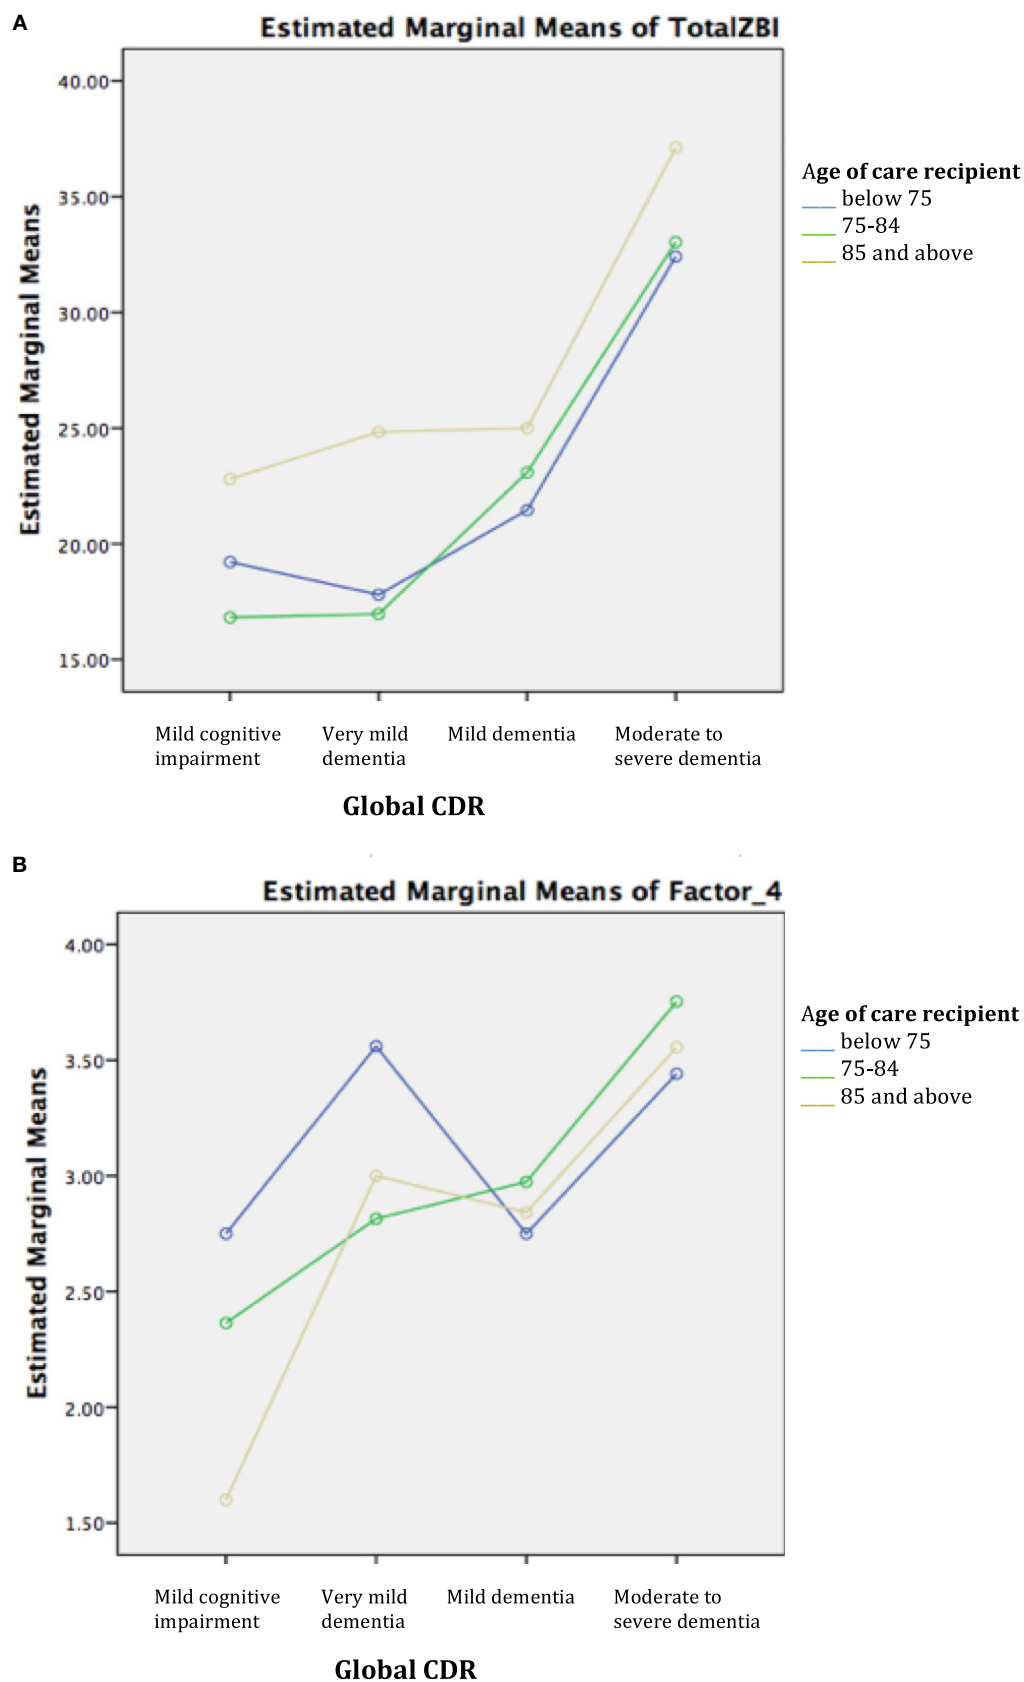 A
Estimated Marginal Means of TotalZBI
40.00
35.00
30.00
25.00
20.00
15.00
Estimated Marginal Means
Age of care recipient
below 75
75-84
85 and above
Mild cognitive impairment
Very mild dementia
Mild dementia
Moderate to severe dementia
Global CDR
B
Estimated Marginal Means of Factor_4
4.00
3.50
3.00
2.50
2.00
1.50
Estimated Marginal Means
Age of care recipient
below 75
75-84
85 and above
Mild cognitive impairment
Very mild dementia
Mild dementia
Moderate to severe dementia
Global CDR